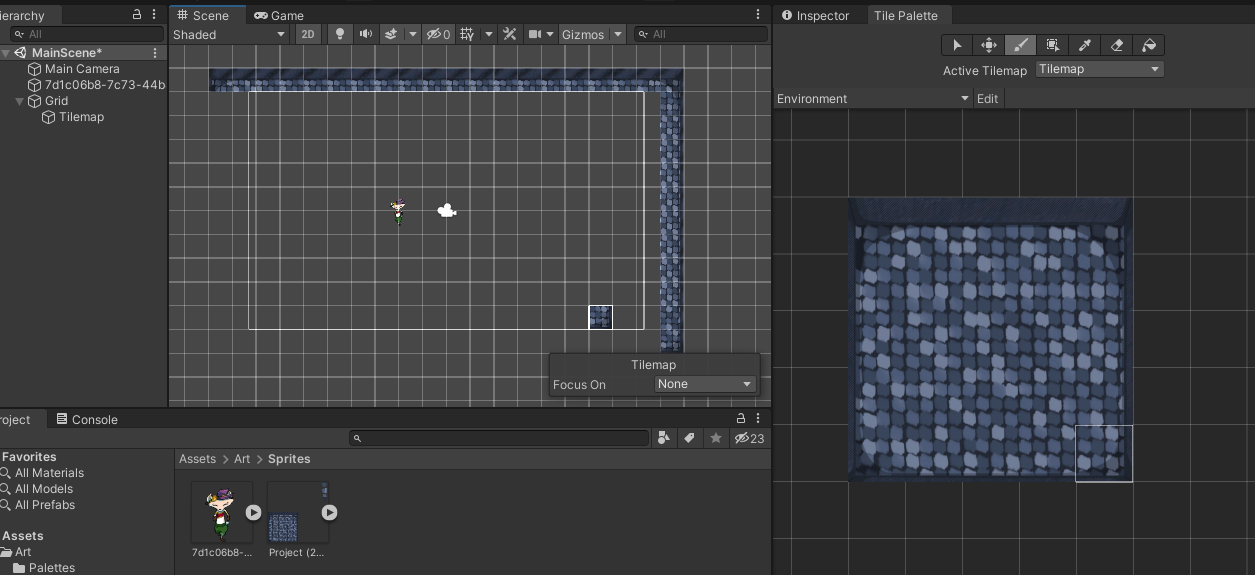 ierarchy
Scene
Game
Inspector
Tile Palette
All
Shaded
2D
0
Gizmos
All
MainScene*
Main Camera
7d1c06b8-7c73-44b
Grid
Tilemap
Active Tilemap
Tilemap
Environment
Edit
Tilemap
Focus On
None
roject
Console
23
Favorites
All Materials
All Models
All Prefabs
Assets
Art
Palettes
Assets > Art > Sprites
7d1c06b8-...
Project (2...